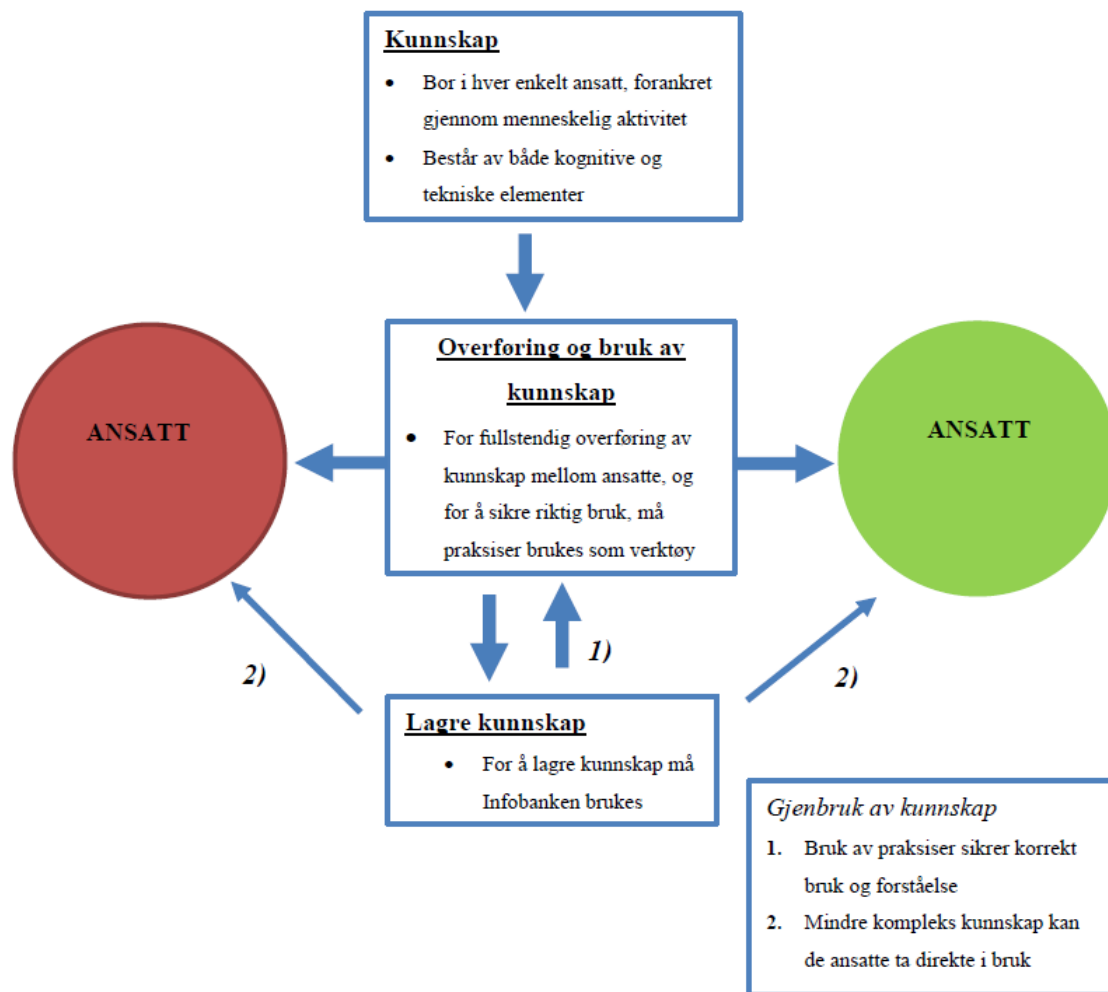 Kunnskap
• Bor i hver enkelt ansatt, forankret
gjennom menneskelig aktivitet
• Består av både kognitive og
tekniske elementer
Overføring og bruk av
kunnskap
• For fullstendig overføring av
kunnskap mellom ansatte, og
for å sikre riktig bruk, må
praksiser brukes som verktøy
ANSATT
ANSATT
1)
2)
2)
Lagre kunnskap
• For å lagre kunnskap må
Infobanken brukes
Gjenbruk av kunnskap
1. Bruk av praksiser sikrer korrekt
bruk og forståelse
2. Mindre kompleks kunnskap kan
de ansatte ta direkte i bruk